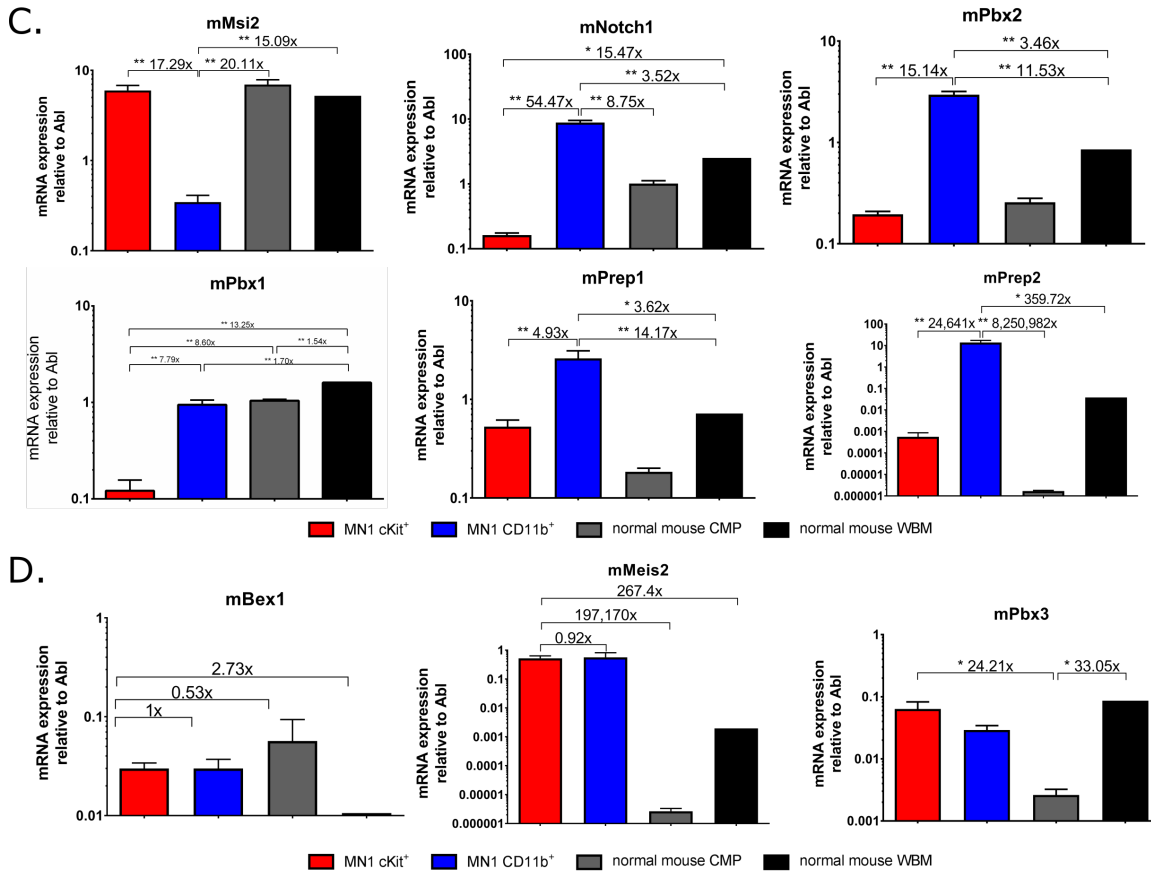 C.
mMsi2
** 15.09x
** 17.29x ** 20.11x
mRNA expression
relative to Abl
10
1
0.1
mNotch1
* 15.47x
** 3.52x
** 54.47x ** 8.75x
mRNA expression
relative to Abl
100
10
1
0.1
mPbx2
** 3.46x
** 15.14x ** 11.53x
mRNA expression
relative to Abl
10
1
0.1
mPbx1
** 13.25x
** 8.60x ** 1.54x
** 7.79x ** 1.70x
mRNA expression
relative to Abl
10
1
0.1
mPrep1
* 3.62x
** 4.93x ** 14.17x
mRNA expression
relative to Abl
10
1
0.1
mPrep2
* 359.72x
** 24,641x ** 8,250,982x
mRNA expression
relative to Abl
100
10
1
0.1
0.01
0.001
0.00001
0.000001
MN1 cKit+ MN1 CD11b+ normal mouse CMP normal mouse WBM
D.
mBex1
2.73x
0.53x
1x
mRNA expression
relative to Abl
1
0.1
0.01
mMeis2
267.4x
197,170x
0.92x
mRNA expression
relative to Abl
1
0.1
0.01
0.001
0.0001
0.00001
0.000001
mPbx3
* 24.21x * 33.05x
mRNA expression
relative to Abl
1
0.1
0.01
0.001
MN1 cKit+ MN1 CD11b+ normal mouse CMP normal mouse WBM